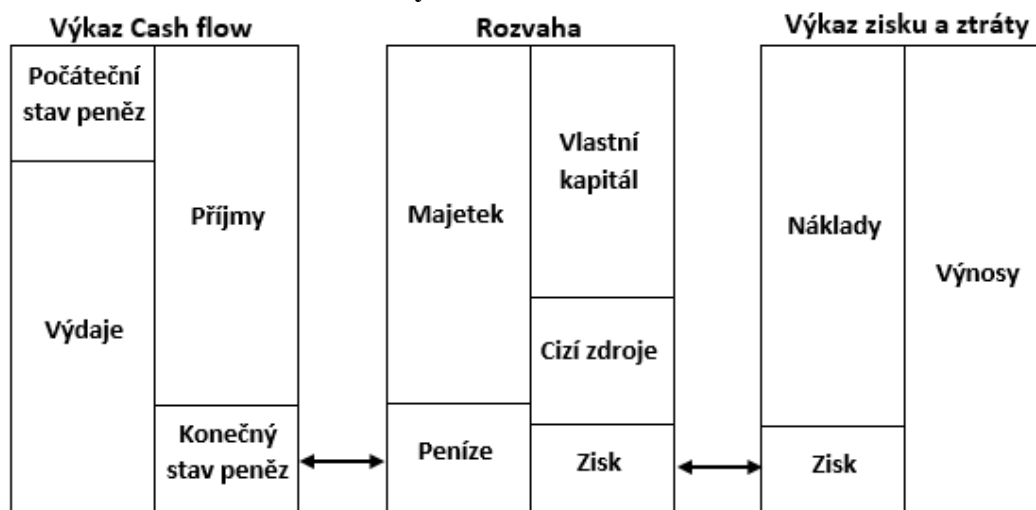 Výkaz Cash flow
Rozvaha
Výkaz zisku a ztráty
Počáteční
stav peněz
Výdaje
Příjmy
Konečný
stav peněz
Majetek
Peníze
Vlastní
kapitál
Cizí zdroje
Zisk
Náklady
Zisk
Výnosy